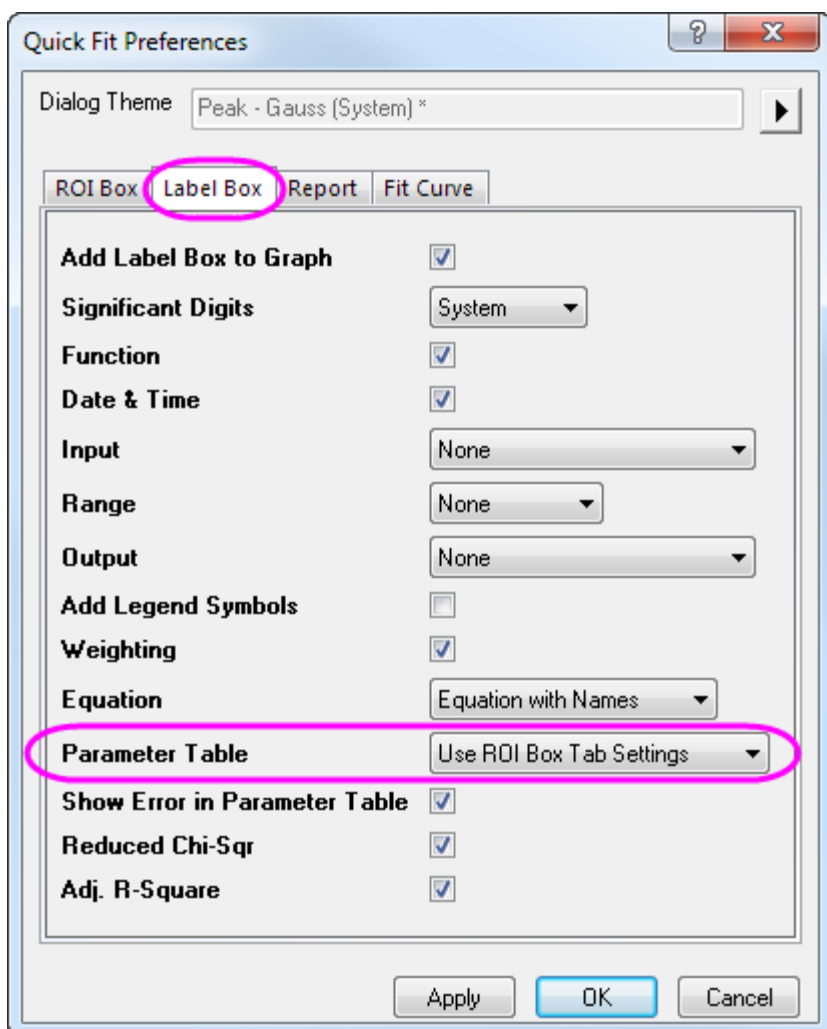 Quick Fit Preferences
Dialog Theme Peak - Gauss (System) *
ROI Box Label Box Report Fit Curve
Add Label Box to Graph
Significant Digits System
Function
Date & Time
Input None
Range None
Output None
Add Legend Symbols
Weighting
Equation Equation with Names
Parameter Table Use ROI Box Tab Settings
Show Error in Parameter Table
Reduced Chi-Sqr
Adj. R-Square
Apply OK Cancel